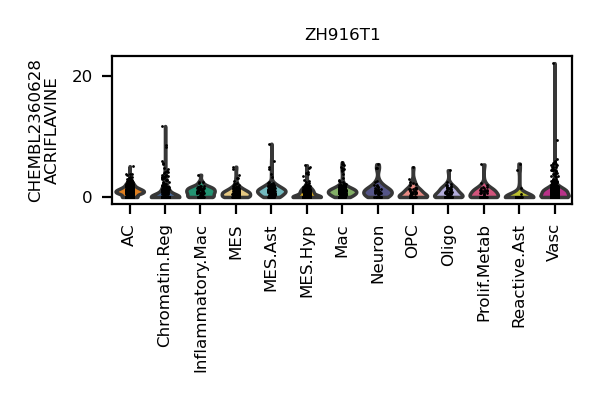 ZH916T1
CHEMBL2360628
ACRIFLAVINE
20
0
AC
Chromatin.Reg
Inflammatory.Mac
MES
MES.Ast
MES.Hyp
Mac
Neuron
OPC
Oligo
Prolif.Metab
Reactive.Ast
Vasc